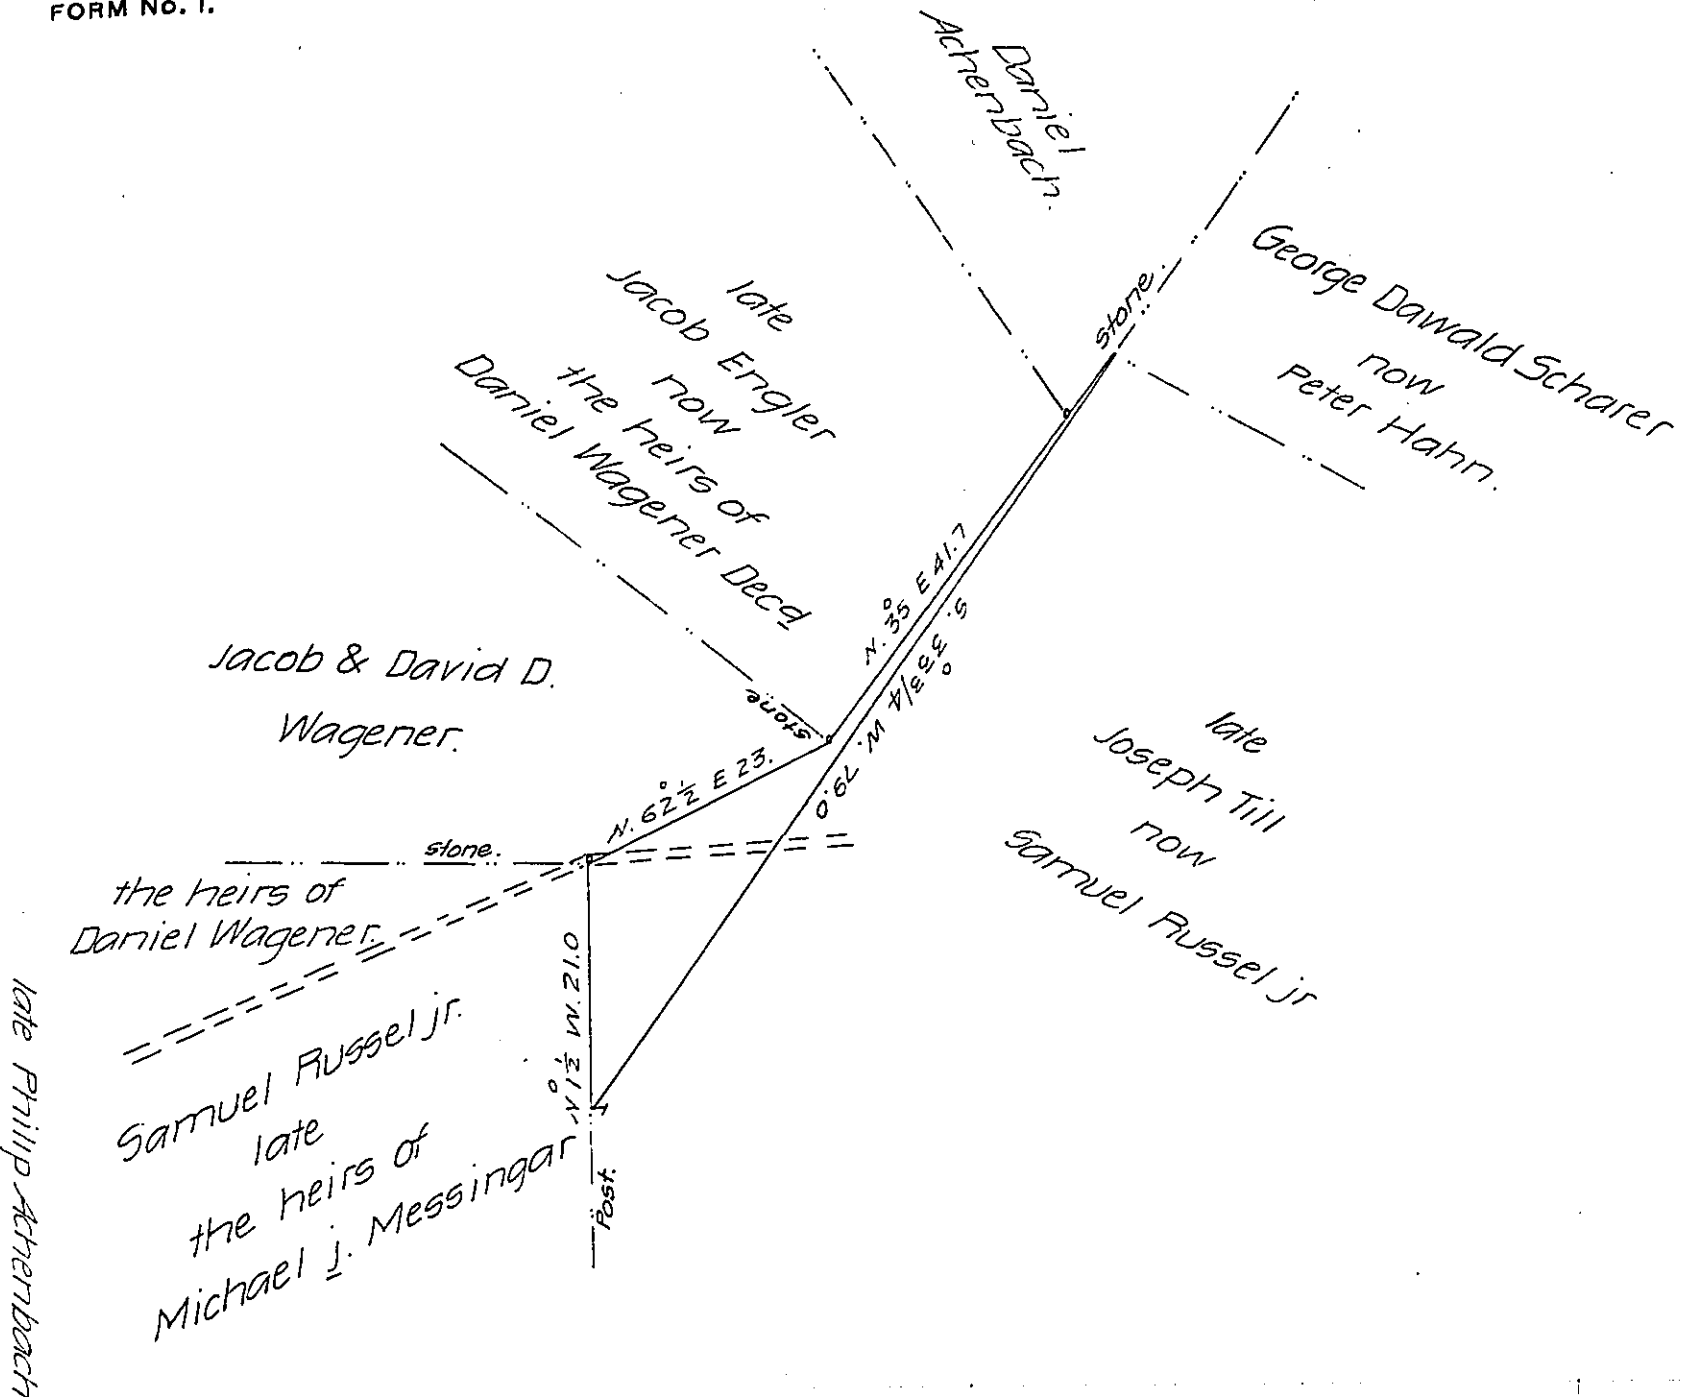 FORM No. 1.
Daniel
Achenbach.
stone.
George Dawald Scharer
now
Peter Hahn.
late
Jacob Engler
now
the heirs of
Daniel Wagener Decd
N. 35° E 41.7
S. 33° 3/4 W. 79.0
Jacob & David D.
Wagener.
stone
N. 62°½ E 23.
late
Joseph Till
now
Samuel Russel jr
stone.
the heirs of
Daniel Wagener.
N 1°½ W. 21.0
Samuel Russel jr.
late
the heirs of
Michael j. Messingar
Post.
late Philip Achenbach